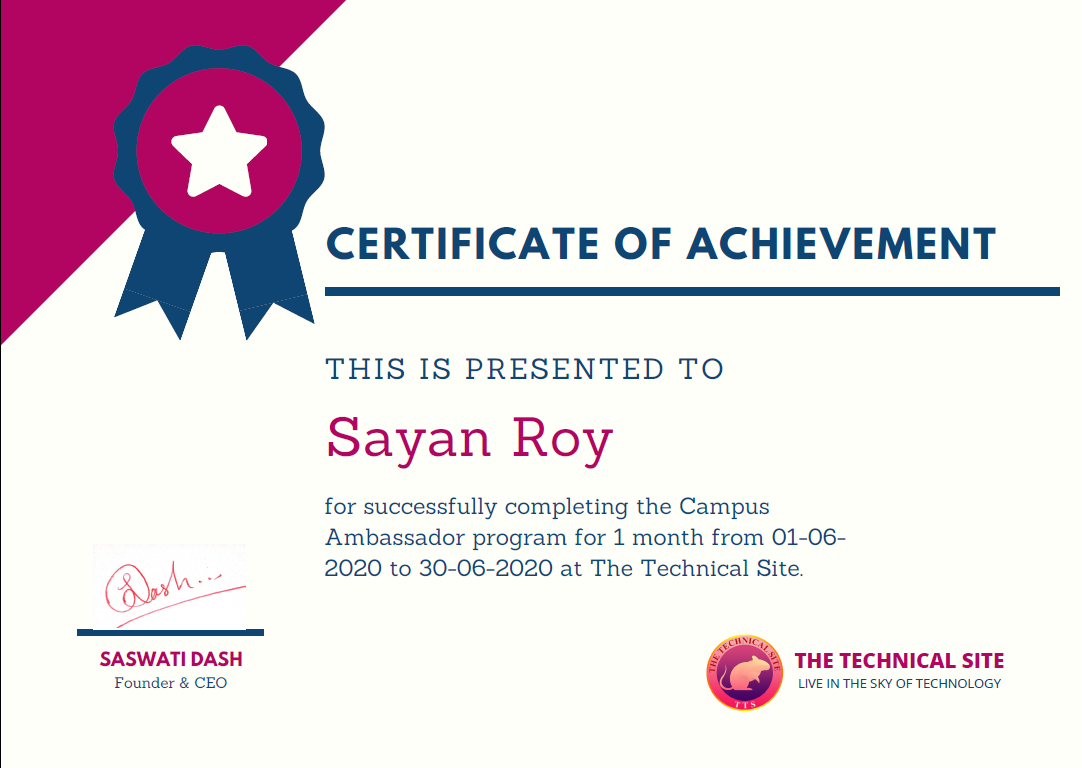 CERTIFICATE OF ACHIEVEMENT
THIS IS PRESENTED TO
Sayan Roy
for successfully completing the Campus
Ambassador program for 1 month from 01-06-
2020 to 30-06-2020 at The Technical Site.
Dash...
SASWATI DASH
Founder & CEO
THE TECHNICAL SITE
TTS
THE TECHNICAL SITE
LIVE IN THE SKY OF TECHNOLOGY